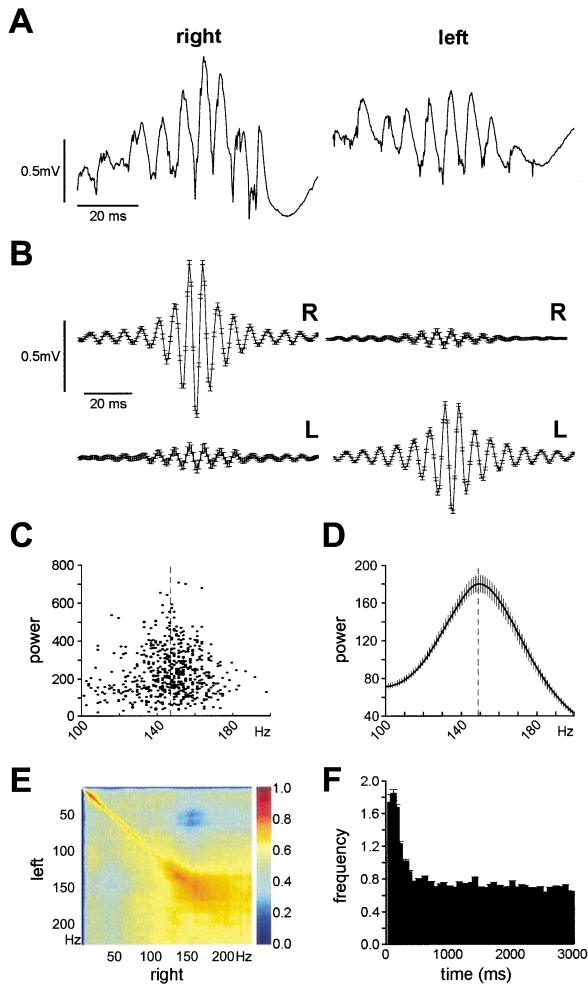 A
right left
0.5mV
20 ms
B
R R
0.5mV
20 ms
L L
C D
800
600
400
200
0
power
100 140 180 Hz
200
160
120
80
40
power
100 140 180 Hz
E F
50
100
150
200
Hz
left
50 100 150 200Hz
right
1.0
0.8
0.6
0.4
0.2
0.0
2.0
1.6
1.2
0.8
0.4
0.0
frequency
0 1000 2000 3000
time (ms)